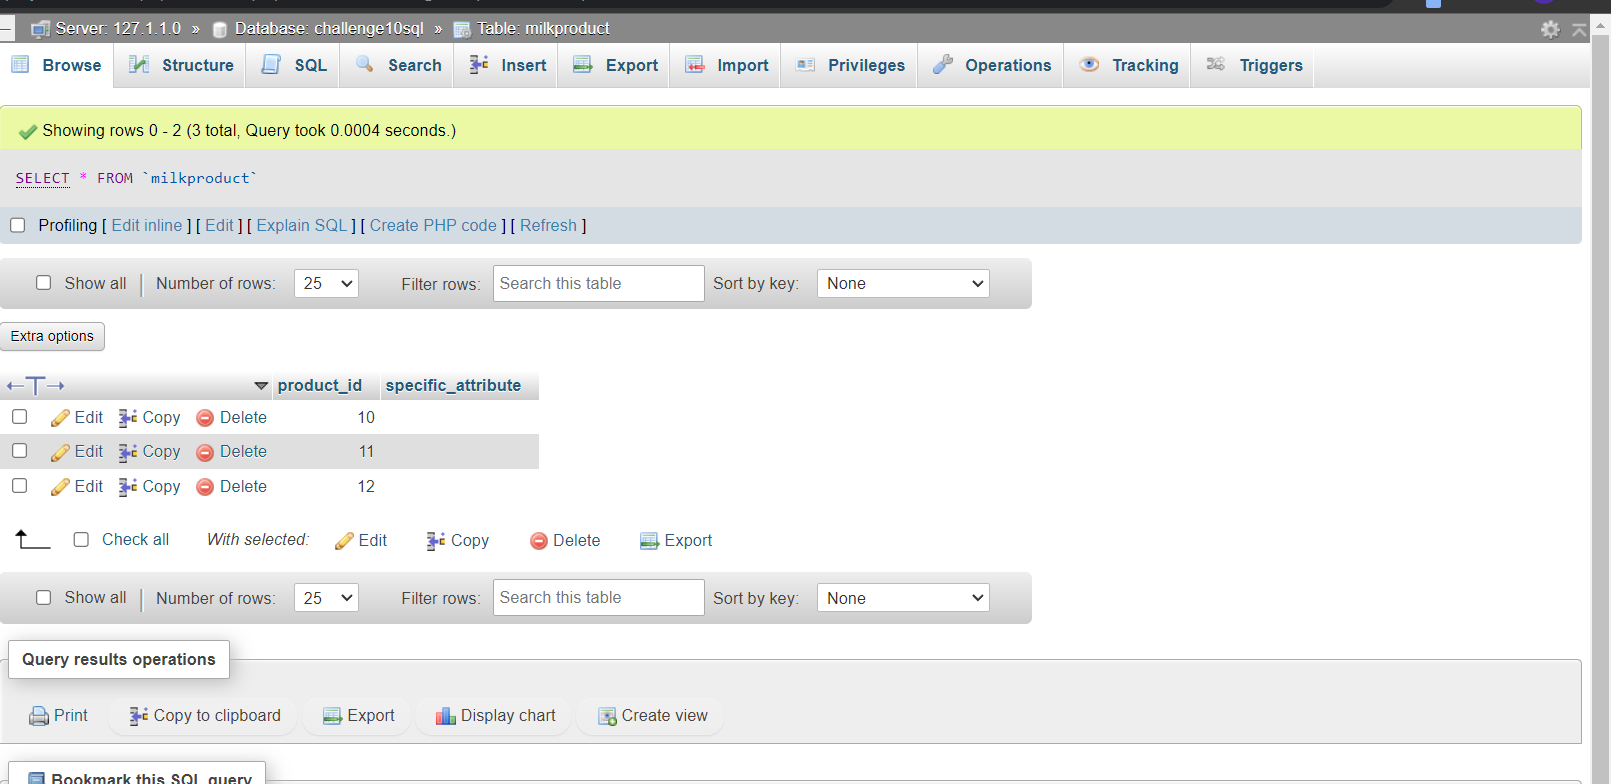 Server: 127.1.1.0 » Database: challenge10sql » Table: milkproduct
Browse Structure SQL Search Insert Export Import Privileges Operations Tracking Triggers
Showing rows 0 - 2 (3 total, Query took 0.0004 seconds.)
SELECT * FROM `milkproduct`
Profiling [ Edit inline ] [ Edit ] [ Explain SQL ] [ Create PHP code ] [ Refresh ]
Show all | Number of rows: 25 Filter rows: Search this table Sort by key: None
Extra options
←T→ product_id specific_attribute
Edit Copy Delete 10
Edit Copy Delete 11
Edit Copy Delete 12
Check all With selected: Edit Copy Delete Export
Show all | Number of rows: 25 Filter rows: Search this table Sort by key: None
Query results operations
Print Copy to clipboard Export Display chart Create view
Bookmark this SQL query